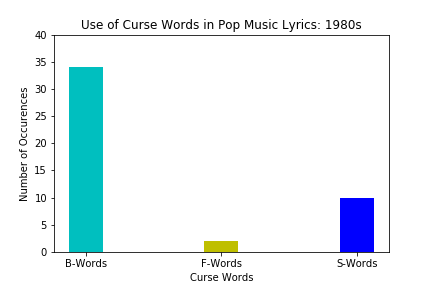 Use of Curse Words in Pop Music Lyrics: 1980s
40
35
30
25
20
15
10
5
0
Number of Occurences
B-Words F-Words S-Words
Curse Words